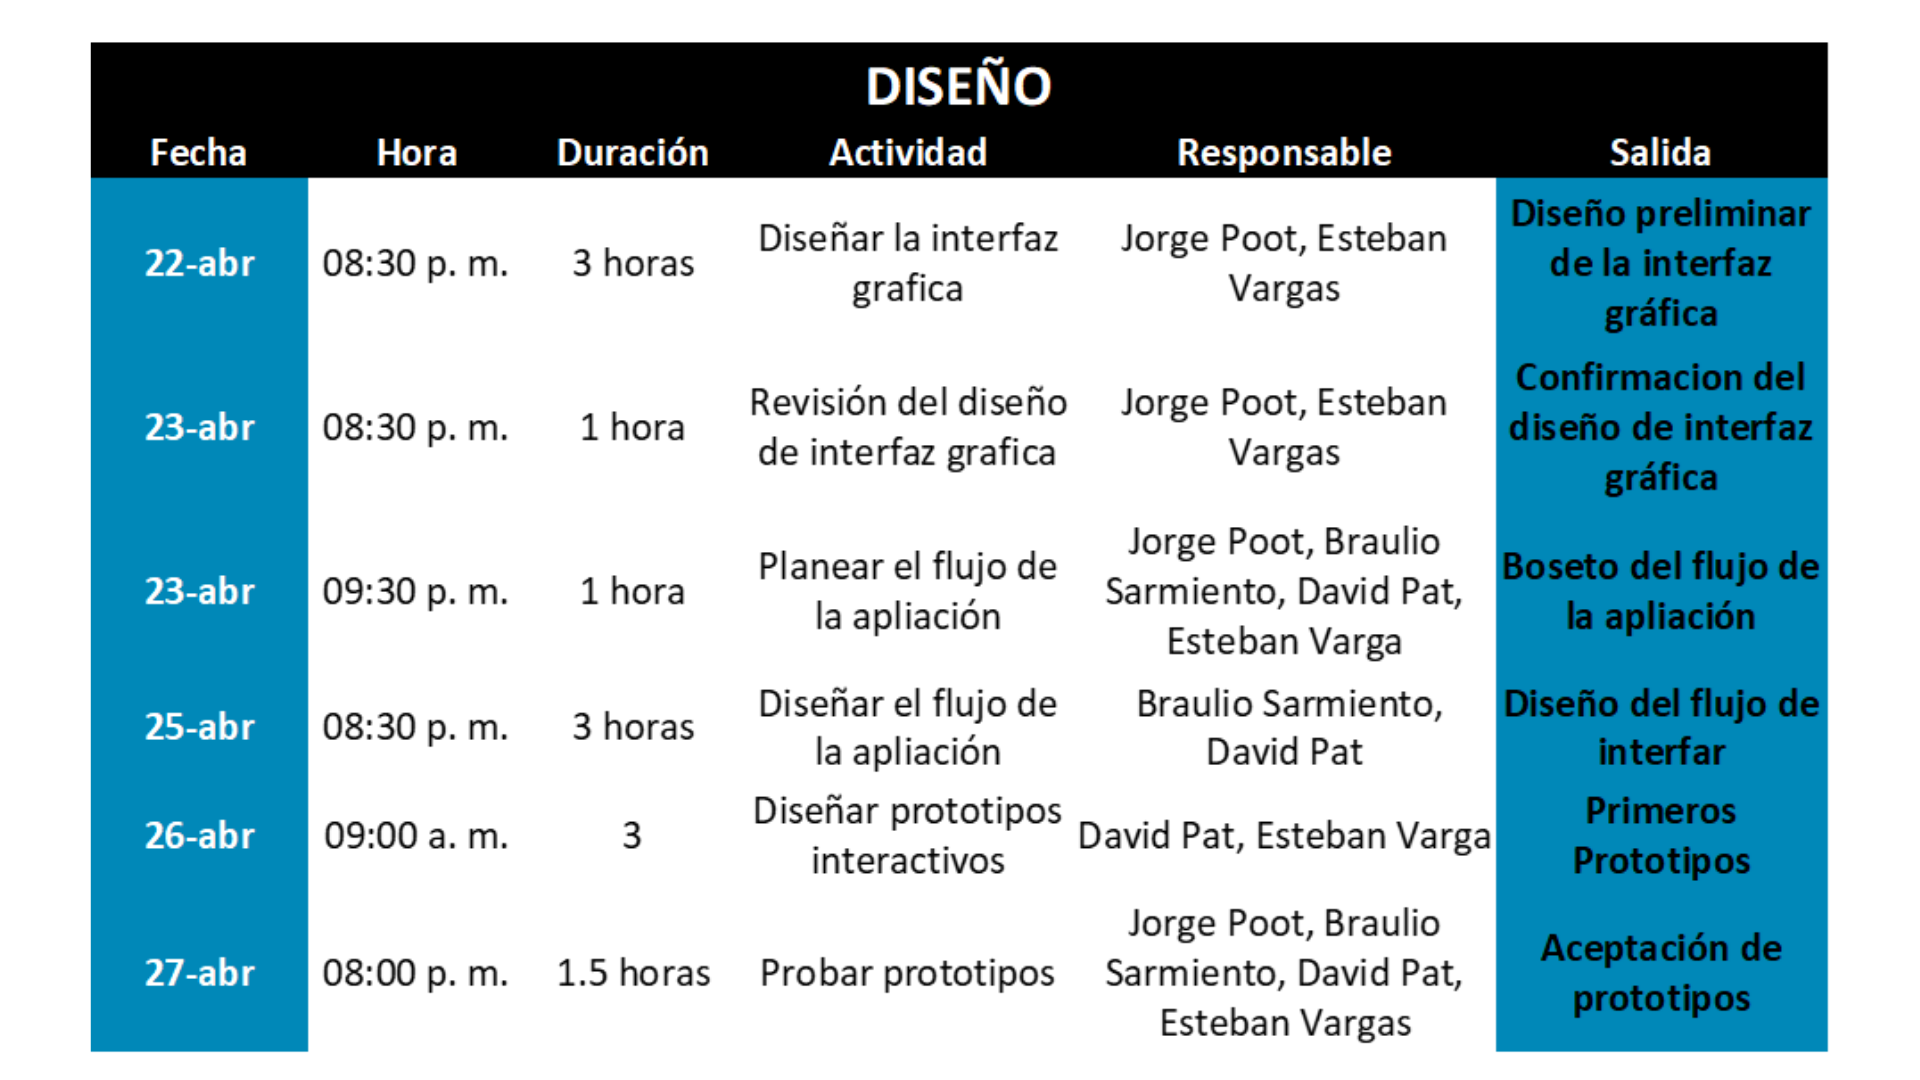 DISEÑO
Fecha Hora Duración Actividad Responsable Salida
22-abr 08:30 p. m. 3 horas Diseñar la interfaz grafica Jorge Poot, Esteban Vargas Diseño preliminar de la interfaz gráfica
23-abr 08:30 p. m. 1 hora Revisión del diseño de interfaz grafica Jorge Poot, Esteban Vargas Confirmacion del diseño de interfaz gráfica
23-abr 09:30 p. m. 1 hora Planear el flujo de la apliación Jorge Poot, Braulio Sarmiento, David Pat, Esteban Varga Boseto del flujo de la apliación
25-abr 08:30 p. m. 3 horas Diseñar el flujo de la apliación Braulio Sarmiento, David Pat Diseño del flujo de interfar
26-abr 09:00 a. m. 3 Diseñar prototipos interactivos David Pat, Esteban Varga Primeros Prototipos
27-abr 08:00 p. m. 1.5 horas Probar prototipos Jorge Poot, Braulio Sarmiento, David Pat, Esteban Vargas Aceptación de prototipos